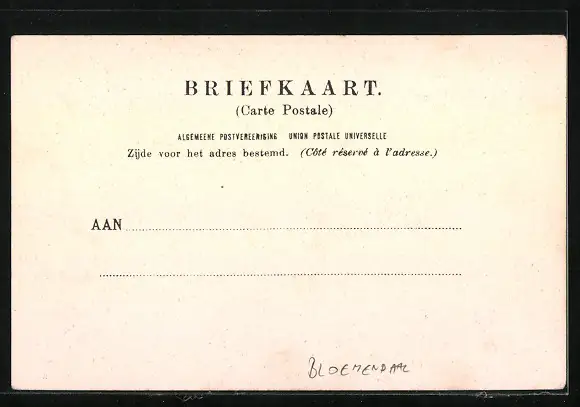 BRIEFKAART.
(Carte Postale)
ALGEMEENE POSTVEREENIGING UNION POSTALE UNIVERSELLE
Zijde voor het adres bestemd. (Côté réservé à l'adresse.)
AAN
BLOEMENDAAL